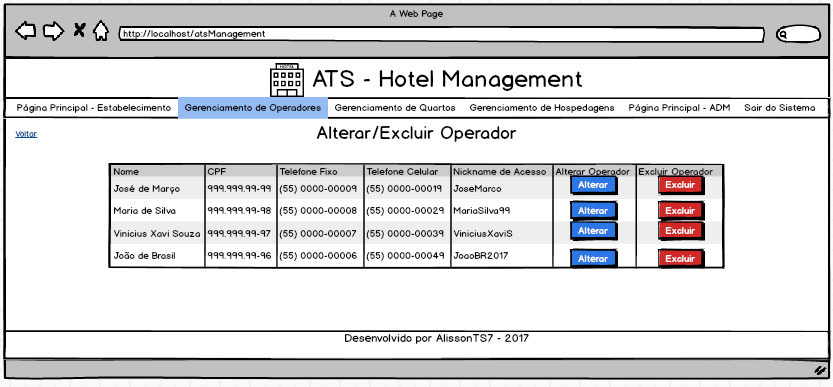 A Web Page
http://localhost/atsManagement
HOTEL
ATS - Hotel Management
Página Principal - Estabelecimento Gerenciamento de Operadores Gerenciamento de Quartos Gerenciamento de Hospedagens Página Principal - ADM Sair do Sistema
Voltar
Alterar/Excluir Operador
Nome CPF Telefone Fixo Telefone Celular Nickname de Acesso Alterar Operador Excluir Operador
José de Março 999.999.99-99 (55) 0000-00009 (55) 0000-00019 JoseMarco Alterar Excluir
Maria de Silva 999.999.99-98 (55) 0000-00008 (55) 0000-00029 MariaSilva99 Alterar Excluir
Vinicius Xavi Souza 999.999.99-97 (55) 0000-00007 (55) 0000-00039 ViniciusXaviS Alterar Excluir
João de Brasil 999.999.99-96 (55) 0000-00006 (55) 0000-00049 JoaoBR2017 Alterar Excluir
Desenvolvido por AlissonTS7 - 2017